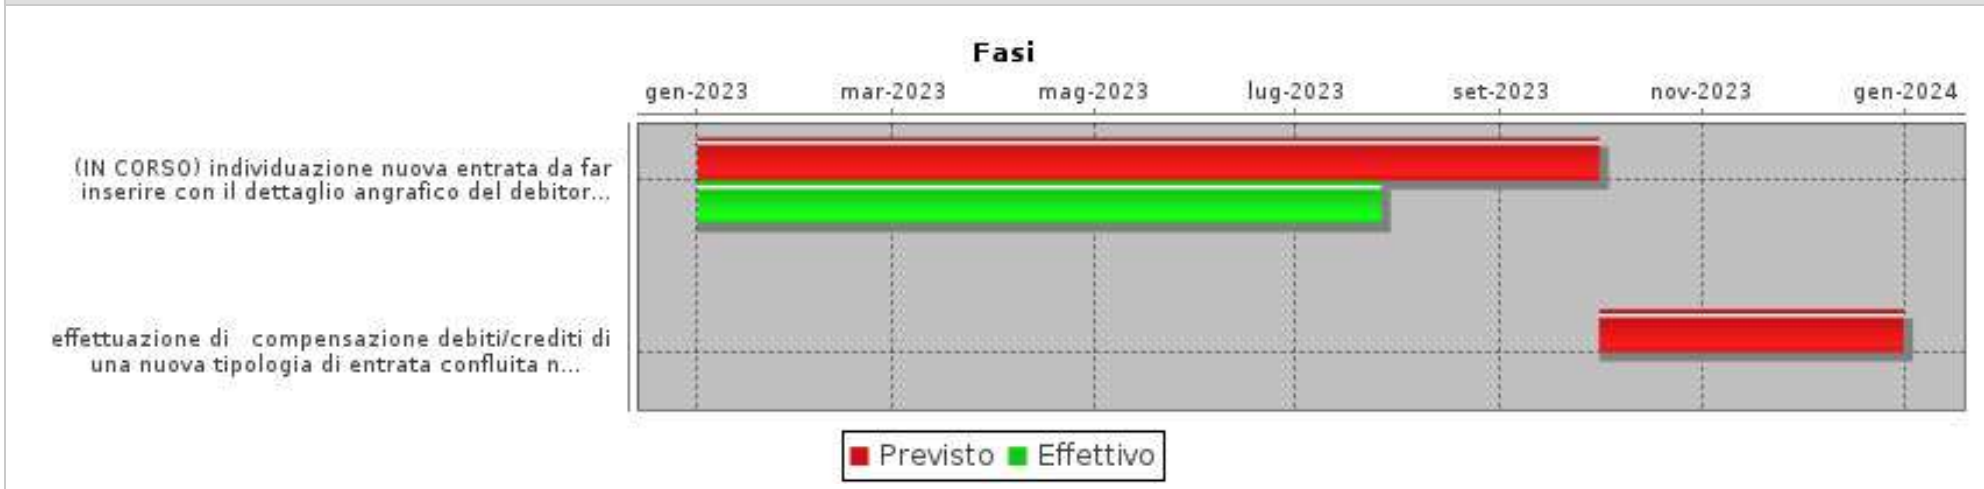 Fasi
gen-2023 mar-2023 mag-2023 lug-2023 set-2023 nov-2023 gen-2024
(IN CORSO) individuazione nuova entrata da far
inserire con il dettaglio angrafico del debitor...
effettuazione di compensazione debiti/crediti di
una nuova tipologia di entrata confluita n...
Previsto Effettivo